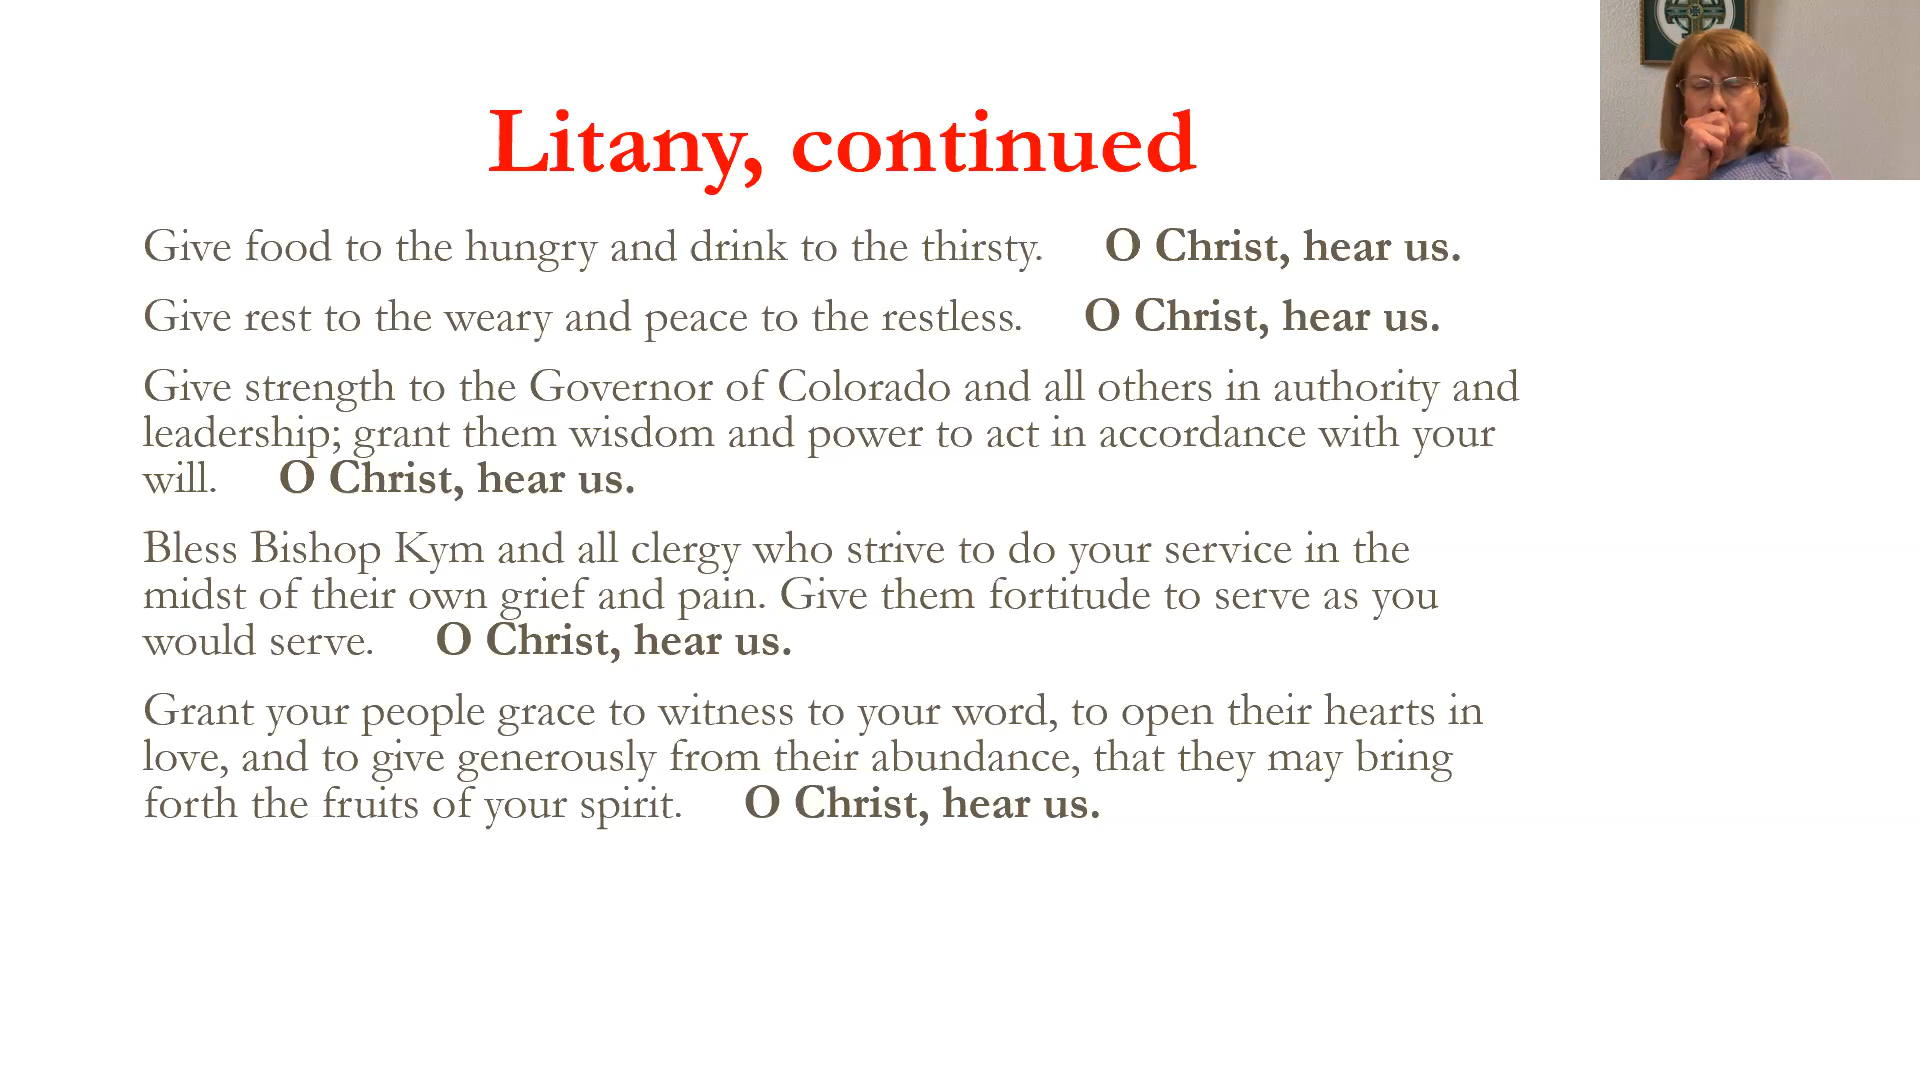 Litany, continued
Give food to the hungry and drink to the thirsty. O Christ, hear us.
Give rest to the weary and peace to the restless. O Christ, hear us.
Give strength to the Governor of Colorado and all others in authority and
leadership; grant them wisdom and power to act in accordance with your
will. O Christ, hear us.
Bless Bishop Kym and all clergy who strive to do your service in the
midst of their own grief and pain. Give them fortitude to serve as you
would serve. O Christ, hear us.
Grant your people grace to witness to your word, to open their hearts in
love, and to give generously from their abundance, that they may bring
forth the fruits of your spirit. O Christ, hear us.